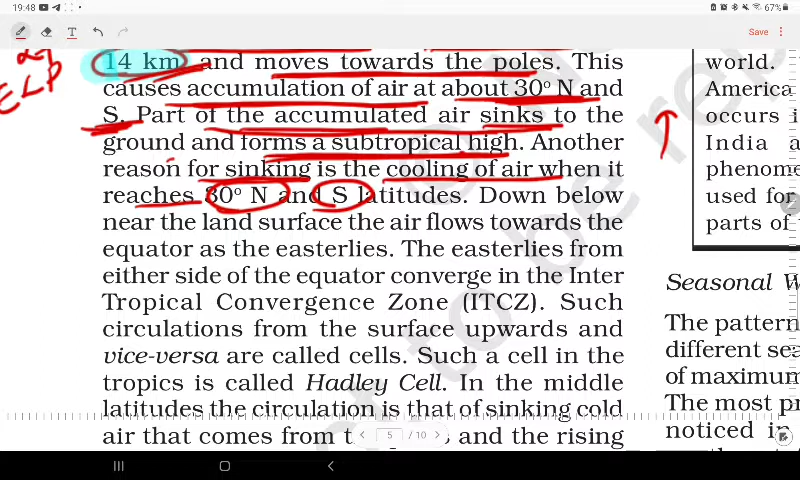 19:48
67%
T
Save
ELP
14 km and moves towards the poles. This
causes accumulation of air at about 30° N and
S. Part of the accumulated air sinks to the
ground and forms a subtropical high. Another
reason for sinking is the cooling of air when it
reaches 30° N and S latitudes. Down below
near the land surface the air flows towards the
equator as the easterlies. The easterlies from
either side of the equator converge in the Inter
Tropical Convergence Zone (ITCZ). Such
circulations from the surface upwards and
vice-versa are called cells. Such a cell in the
tropics is called Hadley Cell. In the middle
latitudes the circulation is that of sinking cold
air that comes from and the rising
5 /10
world.
America
occurs i
India a
phenome
used for
parts of
Seasonal W
The pattern
different sea
of maximum
The most pr
noticed in